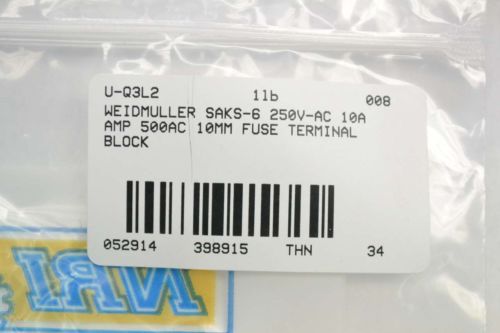 U-Q3L2 1lb 008
WEIDMULLER SAKS-6 250V-AC 10A
AMP 500AC 10MM FUSE TERMINAL
BLOCK
052914 398915 THN 34
NRI